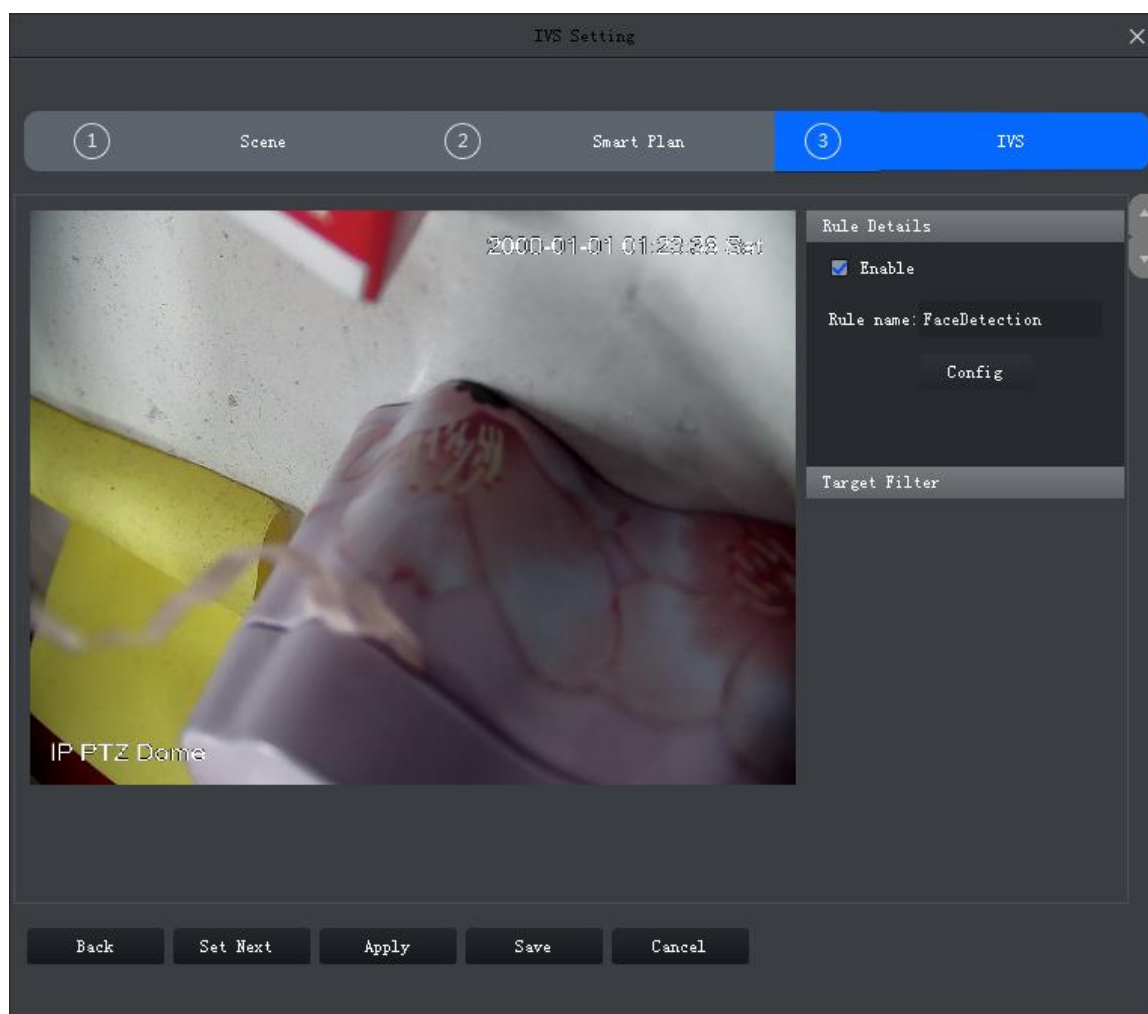 IVS Setting
1 Scene 2 Smart Plan 3 IVS
2000-01-01 01:23:38 Sat
Rule Details
Enable
Rule name: FaceDetection
Config
Target Filter
IP PTZ Dome
Back Set Next Apply Save Cancel